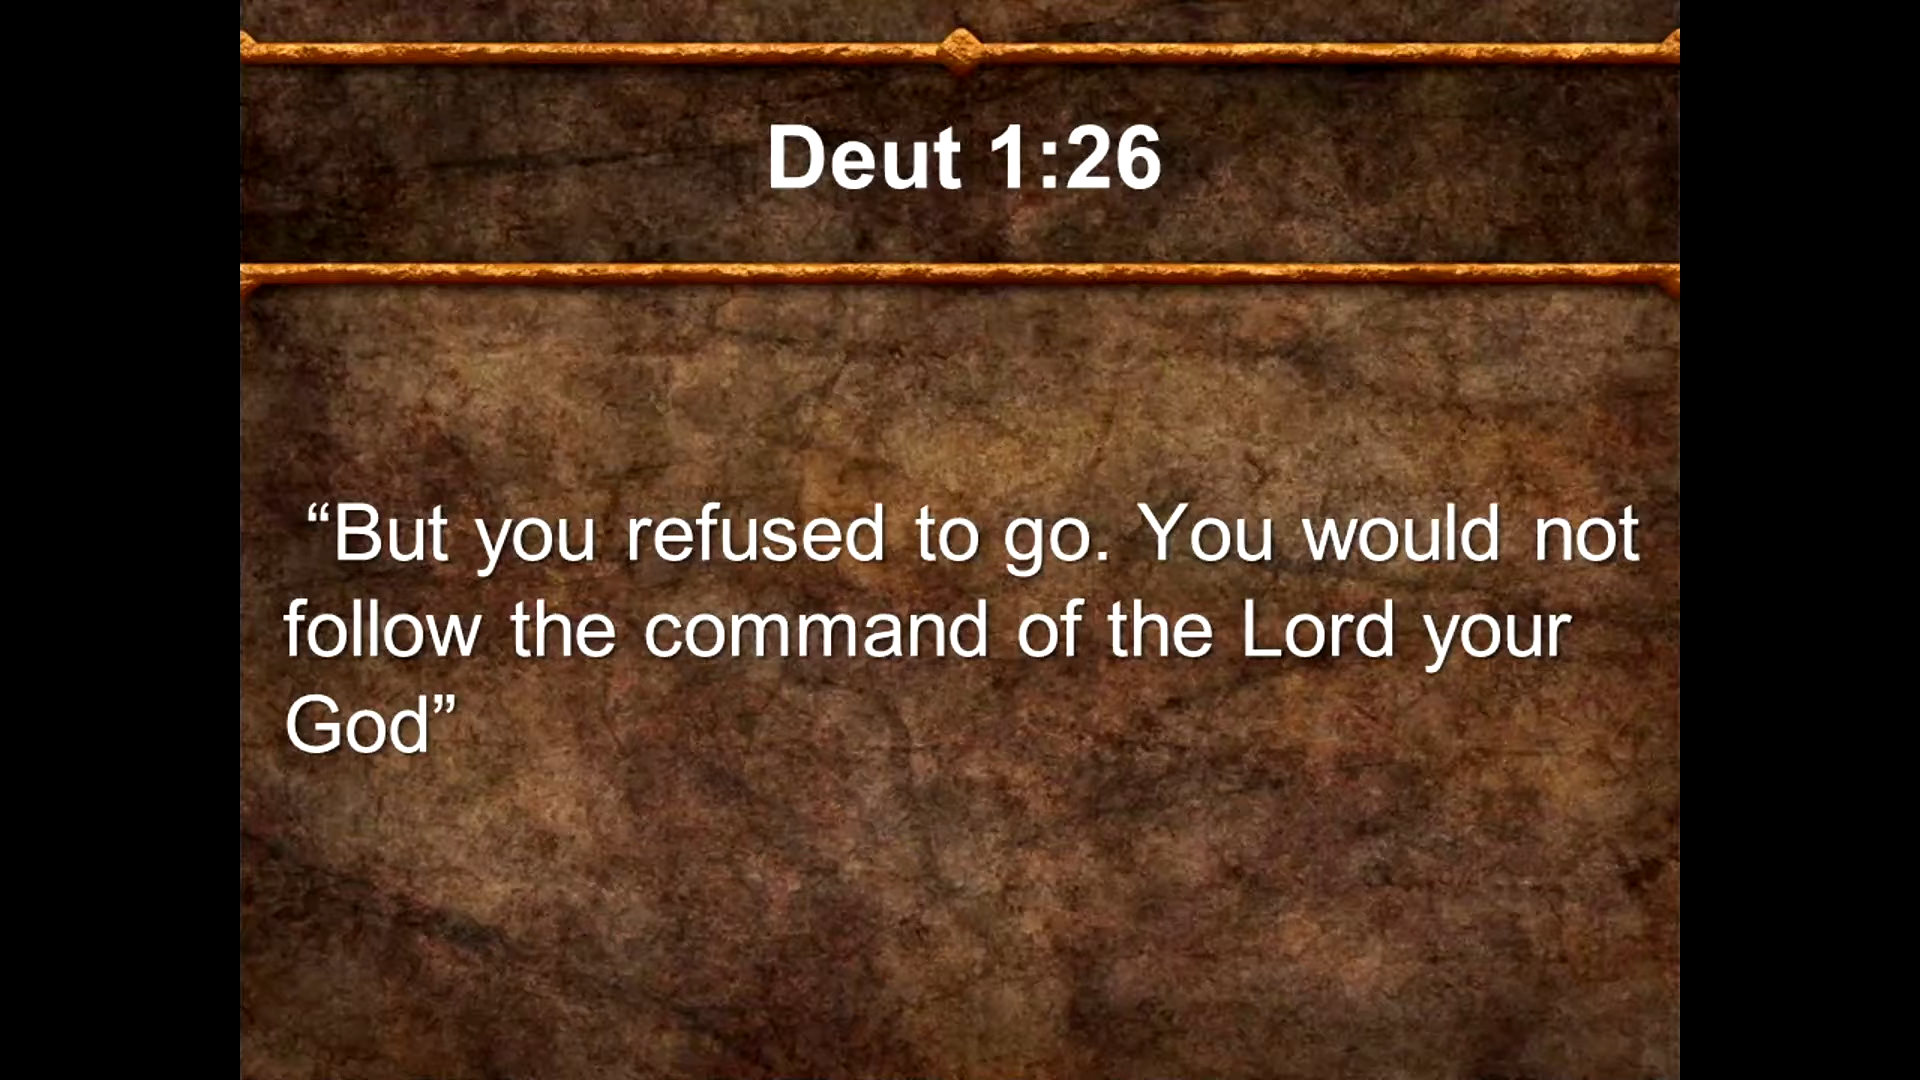 Deut 1:26
“But you refused to go. You would not
follow the command of the Lord your
God”